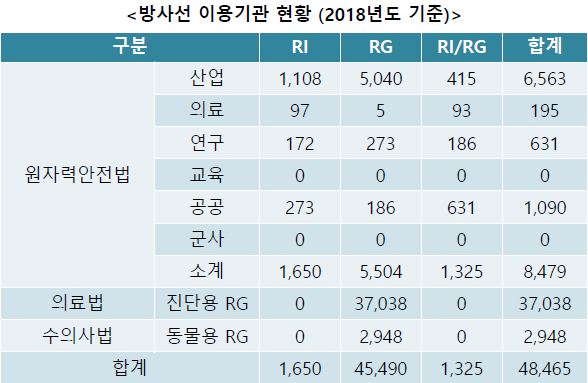 <방사선 이용기관 현황 (2018년도 기준)>
구분 RI RG RI/RG 합계
원자력안전법 산업 1,108 5,040 415 6,563
의료 97 5 93 195
연구 172 273 186 631
교육 0 0 0 0
공공 273 186 631 1,090
군사 0 0 0 0
소계 1,650 5,504 1,325 8,479
의료법 진단용 RG 0 37,038 0 37,038
수의사법 동물용 RG 0 2,948 0 2,948
합계 1,650 45,490 1,325 48,465